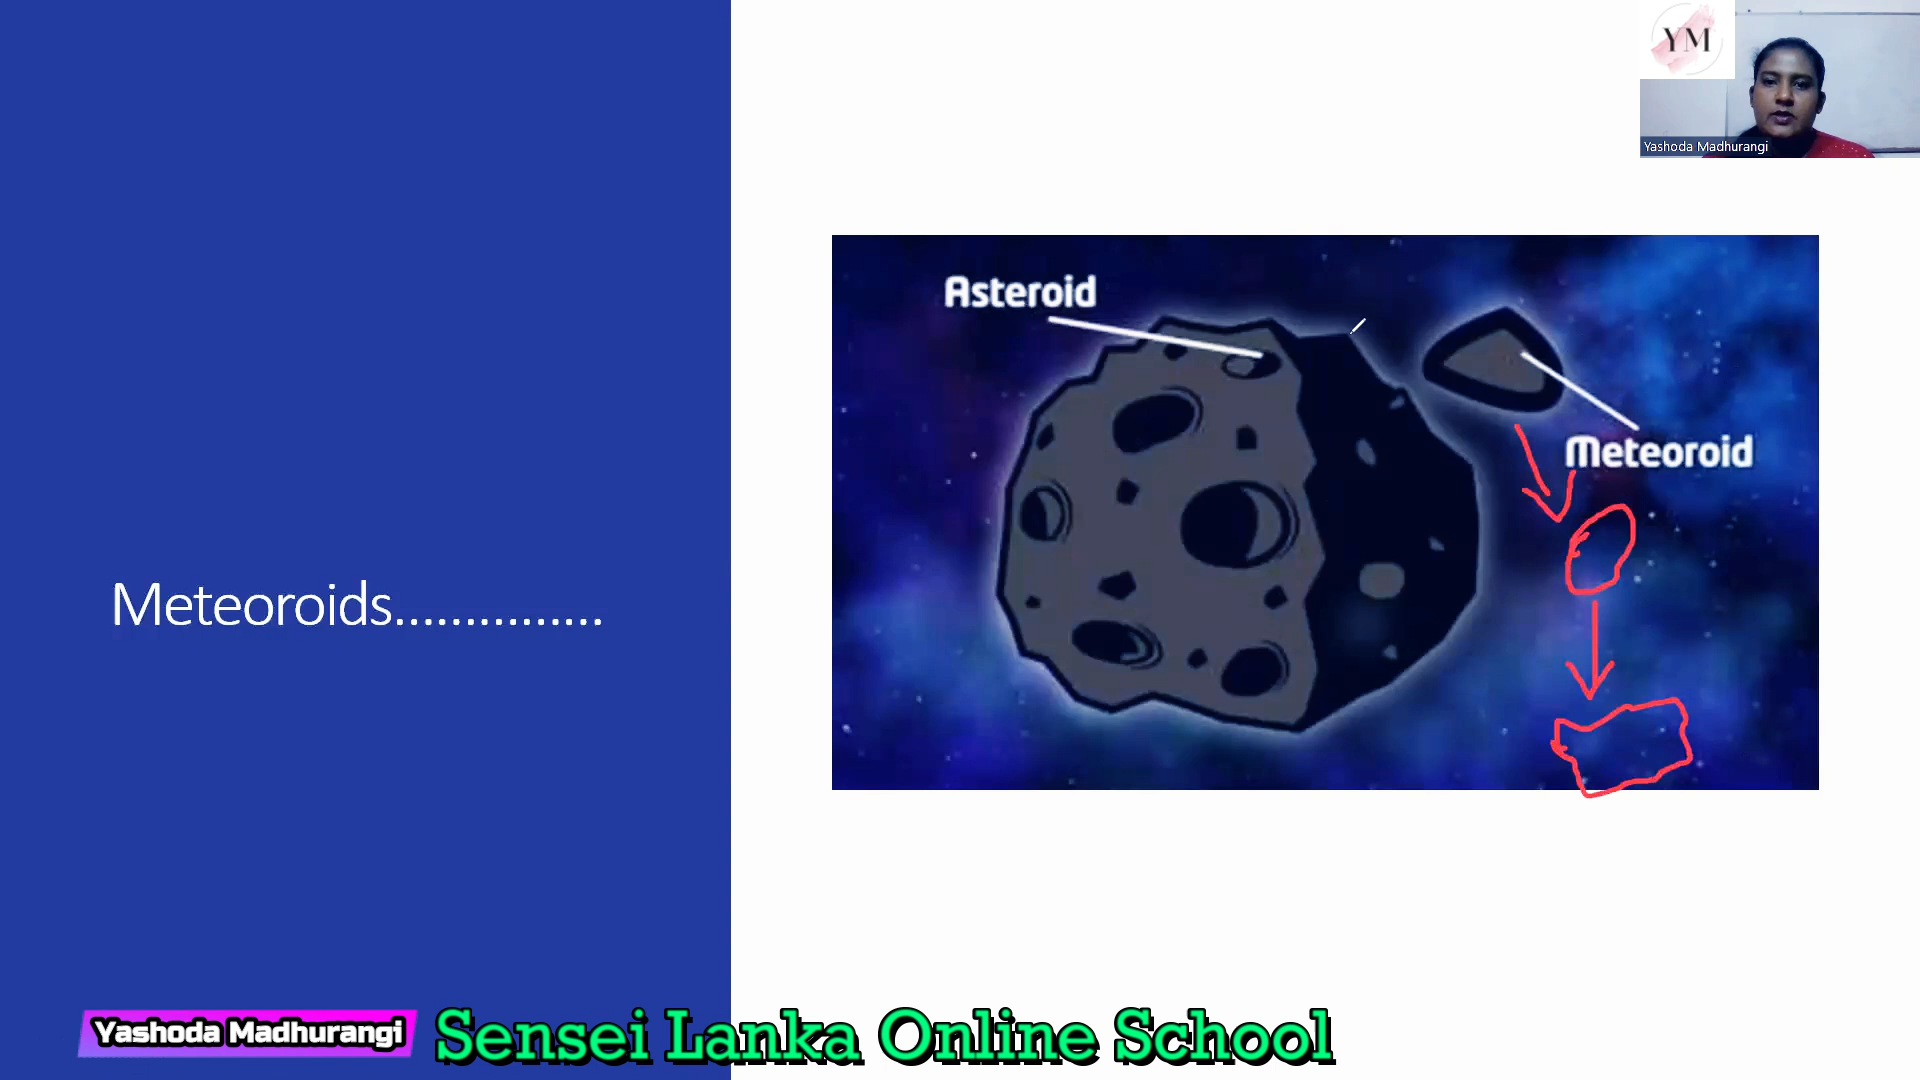 YM
Yashoda Madhurangi
Asteroid
Meteoroid
Meteoroids...............
Yashoda Madhurangi
Sensei Lanka Online School